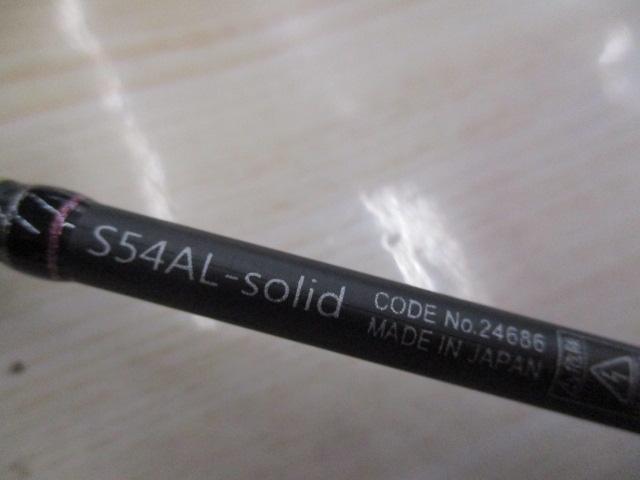 S54AL-solid
CODE No.24686
MADE IN JAPAN